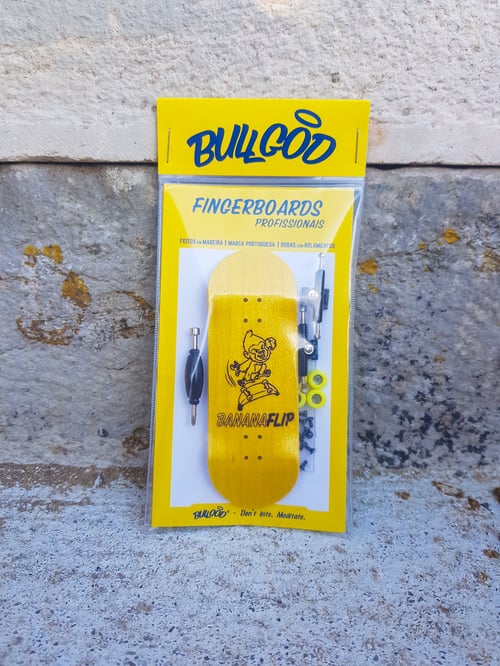 BULLGOD
FINGERBOARDS
PROFISSIONAIS
FEITOS EM MADEIRA | MARCA PORTUGUESA | RODAS COM ROLAMENTOS
BANANAFLIP
BULLGOD® - Don't bite. Meditate.